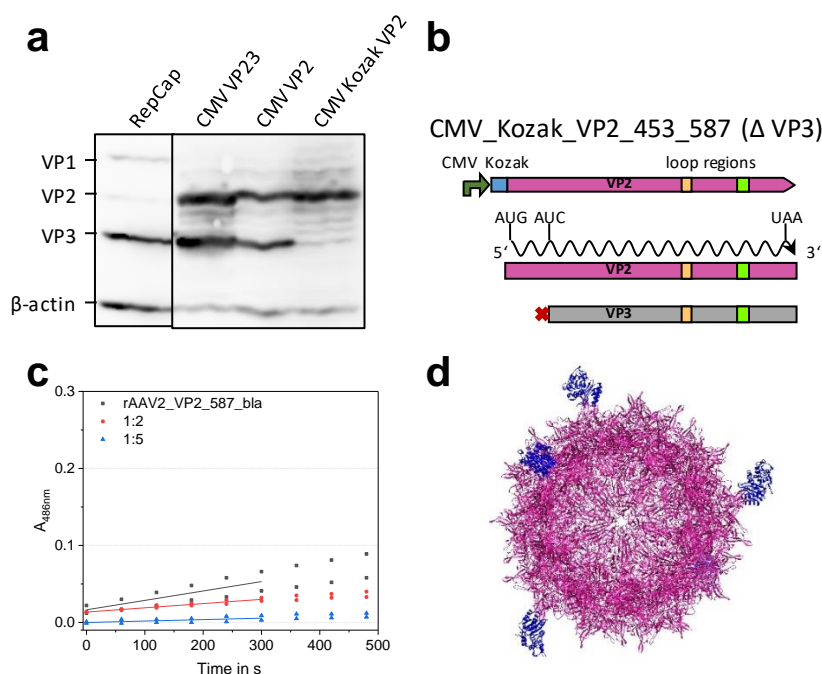 a
RepCap
CMV VP23
CMV VP2
CMV Kozak VP2
VP1
VP2
VP3
β-actin
b
CMV_Kozak_VP2_453_587 (Δ VP3)
CMV Kozak loop regions
VP2
AUG AUC UAA
5' 3'
VP2
VP3
c
0.3
0.2
0.1
0.0
A486nm
rAAV2_VP2_587_bla
1:2
1:5
0 100 200 300 400 500
Time in s
d